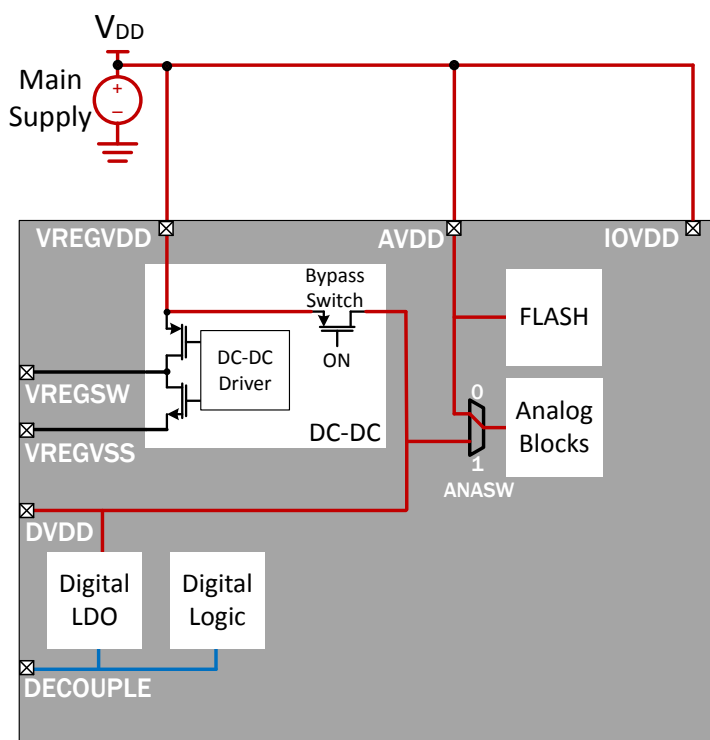 VDD
Main
Supply
+
−
VREGVDD
AVDD
IOVDD
Bypass
Switch
FLASH
ON
DC-DC
Driver
VREGSW
0
Analog
Blocks
DC-DC
VREGVSS
1
ANASW
DVDD
Digital
LDO
Digital
Logic
DECOUPLE